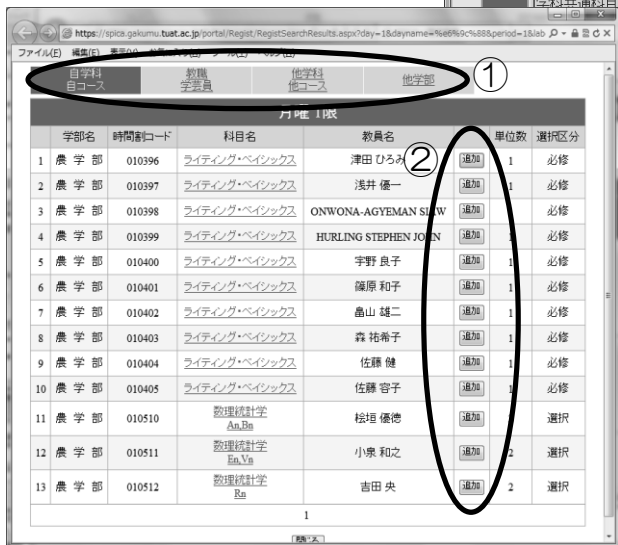 学科共通科目
https://spica.gakumu.tuat.ac.jp/portal/Regist/RegistSearchResults.aspx?day=1&dayname=%e6%9c%88&period=1&lab
ファイル(F) 編集(E)
自学科 自コース 教職 学芸員 他学科 他コース 他学部 ①
月曜 1限
学部名 時間割コード 科目名 教員名 ② 単位数 選択区分
1 農 学 部 010396 ライティング・ベイシックス 津田 ひろみ 追加 1 必修
2 農 学 部 010397 ライティング・ベイシックス 浅井 優一 追加 1 必修
3 農 学 部 010398 ライティング・ベイシックス ONWONA-AGYEMAN SIAW 追加 必修
4 農 学 部 010399 ライティング・ベイシックス HURLING STEPHEN JOHN 追加 1 必修
5 農 学 部 010400 ライティング・ベイシックス 宇野 良子 追加 1 必修
6 農 学 部 010401 ライティング・ベイシックス 篠原 和子 追加 1 必修
7 農 学 部 010402 ライティング・ベイシックス 畠山 雄二 追加 1 必修
8 農 学 部 010403 ライティング・ベイシックス 森 祐希子 追加 1 必修
9 農 学 部 010404 ライティング・ベイシックス 佐藤 健 追加 1 必修
10 農 学 部 010405 ライティング・ベイシックス 佐藤 容子 追加 1 必修
11 農 学 部 010510 数理統計学 An,Bn 桧垣 優徳 追加 選択
12 農 学 部 010511 数理統計学 En,Vn 小泉 和之 追加 2 選択
13 農 学 部 010512 数理統計学 Rn 吉田 央 追加 2 選択
1